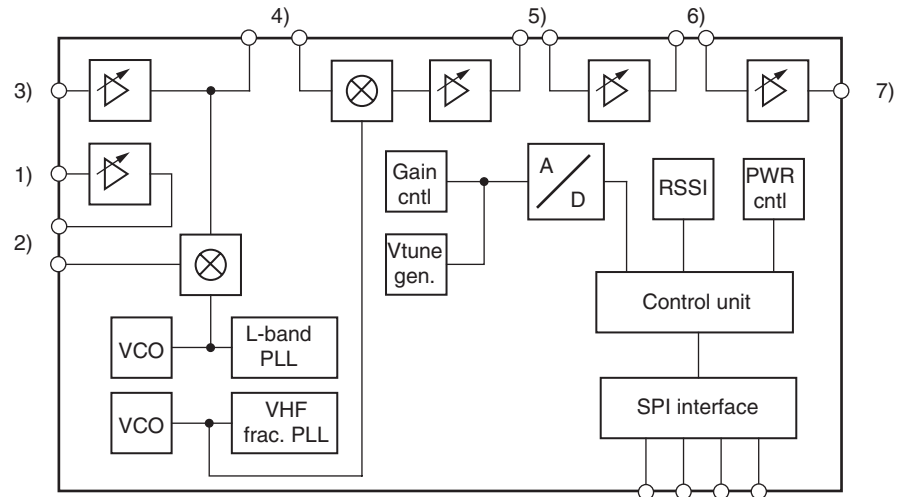 4)
5)
6)
3)
7)
1)
2)
Gain
cntl
A
D
RSSI
PWR
cntl
Vtune
gen.
Control unit
VCO
L-band
PLL
VCO
VHF
frac. PLL
SPI interface